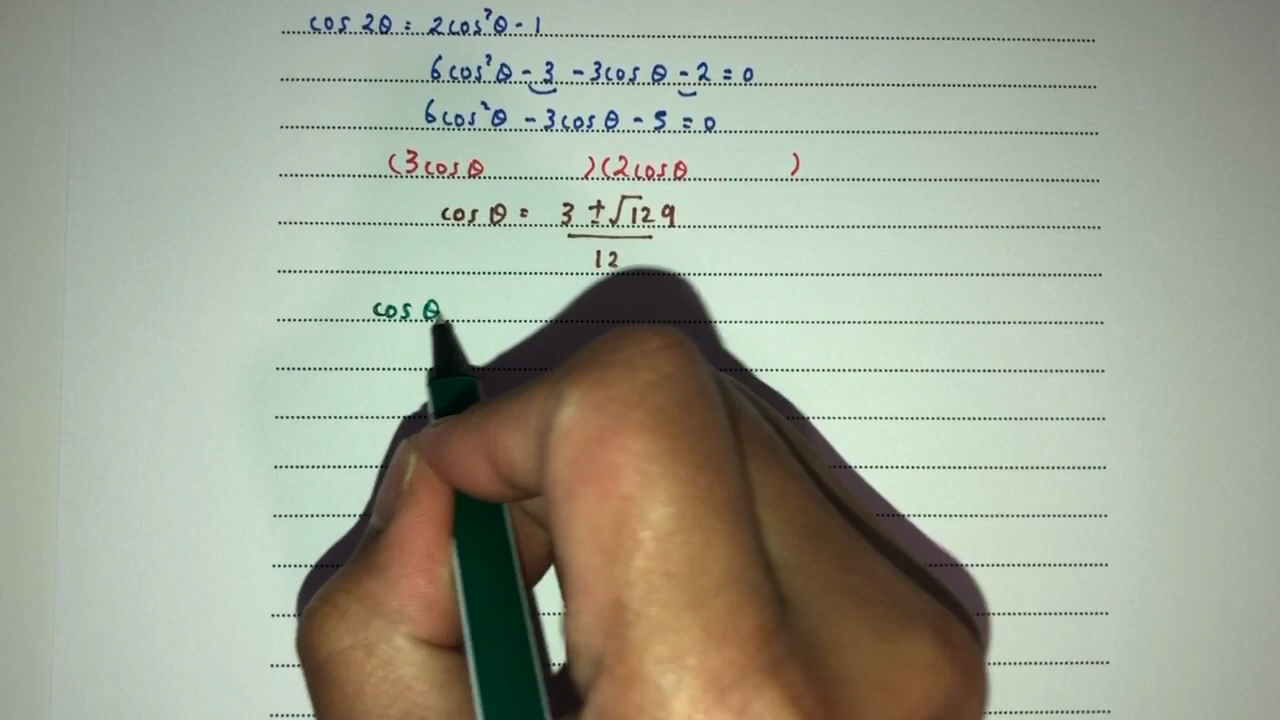 cos 2θ = 2cos²θ - 1
6cos²θ - 3 - 3cos θ - 2 = 0
6cos²θ - 3cos θ - 5 = 0
(3cos θ )(2cos θ )
cos θ = 3 ± √129
12
cos θ